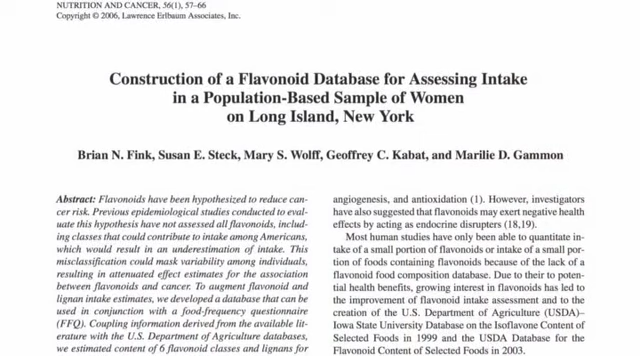 NUTRITION AND CANCER, 56(1), 57–66
Copyright © 2006, Lawrence Erlbaum Associates, Inc.
Construction of a Flavonoid Database for Assessing Intake
in a Population-Based Sample of Women
on Long Island, New York
Brian N. Fink, Susan E. Steck, Mary S. Wolff, Geoffrey C. Kabat, and Marilie D. Gammon
Abstract: Flavonoids have been hypothesized to reduce can-
cer risk. Previous epidemiological studies conducted to eval-
uate this hypothesis have not assessed all flavonoids, includ-
ing classes that could contribute to intake among Americans,
which would result in an underestimation of intake. This
misclassification could mask variability among individuals,
resulting in attenuated effect estimates for the association
between flavonoids and cancer. To augment flavonoid and
lignan intake estimates, we developed a database that can be
used in conjunction with a food-frequency questionnaire
(FFQ). Coupling information derived from the available lit-
erature with the U.S. Department of Agriculture databases,
we estimated content of 6 flavonoid classes and lignans for
angiogenesis, and antioxidation (1). However, investigators
have also suggested that flavonoids may exert negative health
effects by acting as endocrine disrupters (18,19).
Most human studies have only been able to quantitate in-
take of a small portion of flavonoids or intake of a small por-
tion of foods containing flavonoids because of the lack of a
flavonoid food composition database. Due to their to poten-
tial health benefits, growing interest in flavonoids has led to
the improvement of flavonoid intake assessment and to the
creation of the U.S. Department of Agriculture (USDA)–
Iowa State University Database on the Isoflavone Content of
Selected Foods in 1999 and the USDA Database for the
Flavonoid Content of Selected Foods in 2003.